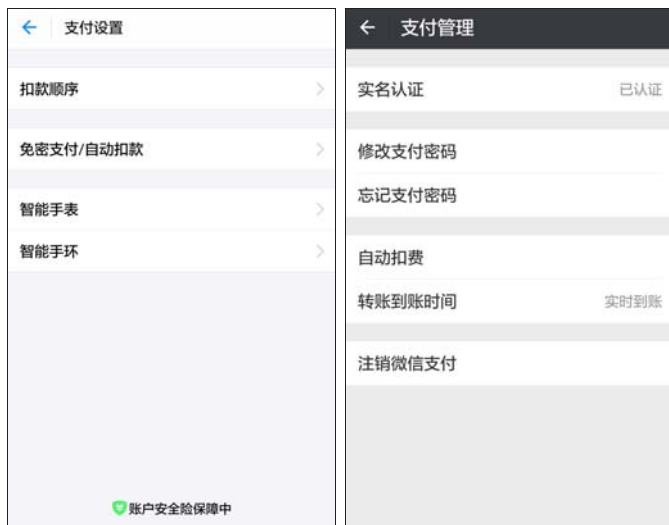 支付设置
扣款顺序
免密支付/自动扣款
智能手表
智能手环
账户安全险保障中
支付管理
实名认证 已认证
修改支付密码
忘记支付密码
自动扣费
转账到账时间 实时到账
注销微信支付